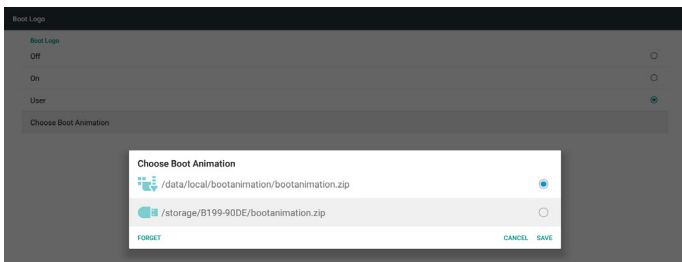 Boot Logo
Boot Logo
Off
On
User
Choose Boot Animation
Choose Boot Animation
/data/local/bootanimation/bootanimation.zip
/storage/B199-90DE/bootanimation.zip
FORGET CANCEL SAVE